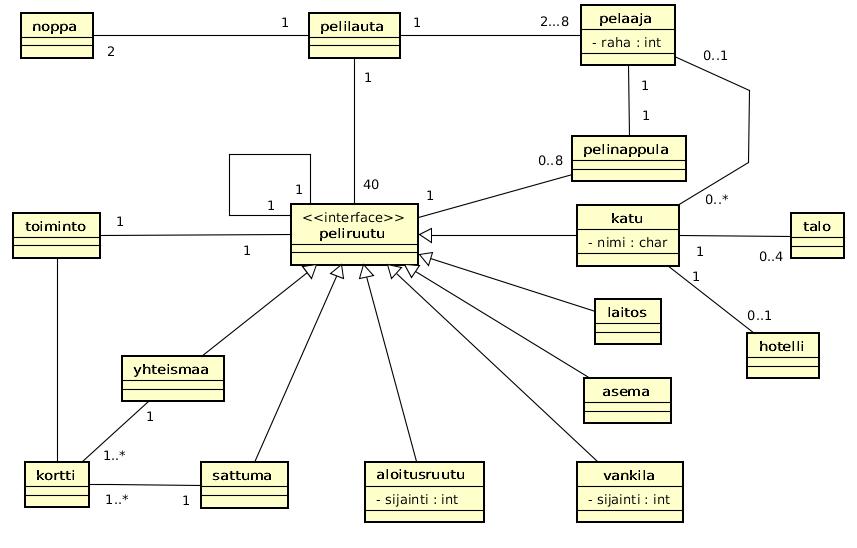 noppa
2
1
pelilauta
1
2...8
pelaaja
- raha : int
0..1
1
40
1
1
pelinappula
0..8
1
1
1
<<interface>>
peliruutu
toiminto
1
1
katu
- nimi : char
0..*
1
0..4
talo
1
0..1
hotelli
laitos
asema
yhteismaa
1
1..*
kortti
1..*
1
sattuma
aloitusruutu
- sijainti : int
vankila
- sijainti : int